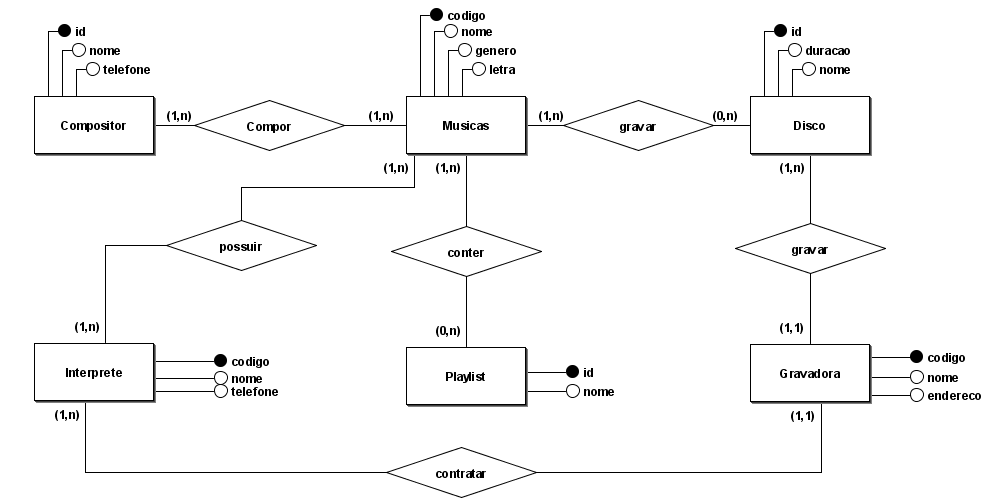 id
nome
telefone
Compositor
(1,n)
Compor
(1,n)
codigo
nome
genero
letra
Musicas
(1,n)
gravar
(0,n)
id
duracao
nome
Disco
(1,n)
(1,n)
(1,n)
possuir
conter
gravar
(1,n)
(0,n)
(1,1)
Interprete
codigo
nome
telefone
Playlist
id
nome
Gravadora
codigo
nome
endereco
(1,n)
(1,1)
contratar